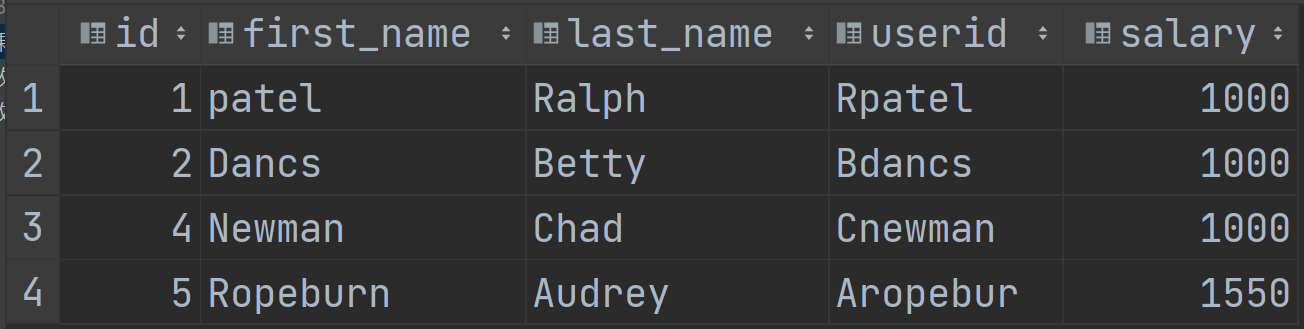 id first_name last_name userid salary
1 1 patel Ralph Rpatel 1000
2 2 Dancs Betty Bdancs 1000
3 4 Newman Chad Cnewman 1000
4 5 Ropeburn Audrey Aropebur 1550